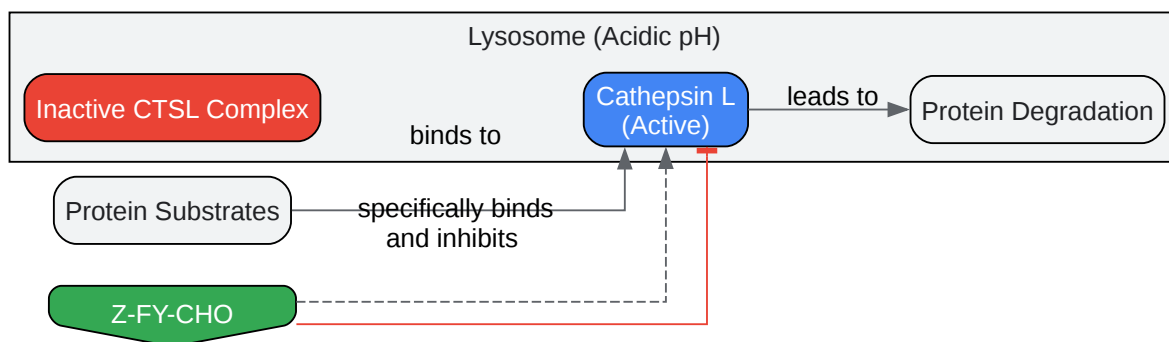 Lysosome (Acidic pH)
Inactive CTSL Complex
Cathepsin L
(Active)
leads to
Protein Degradation
binds to
Protein Substrates
specifically binds
and inhibits
Z-FY-CHO